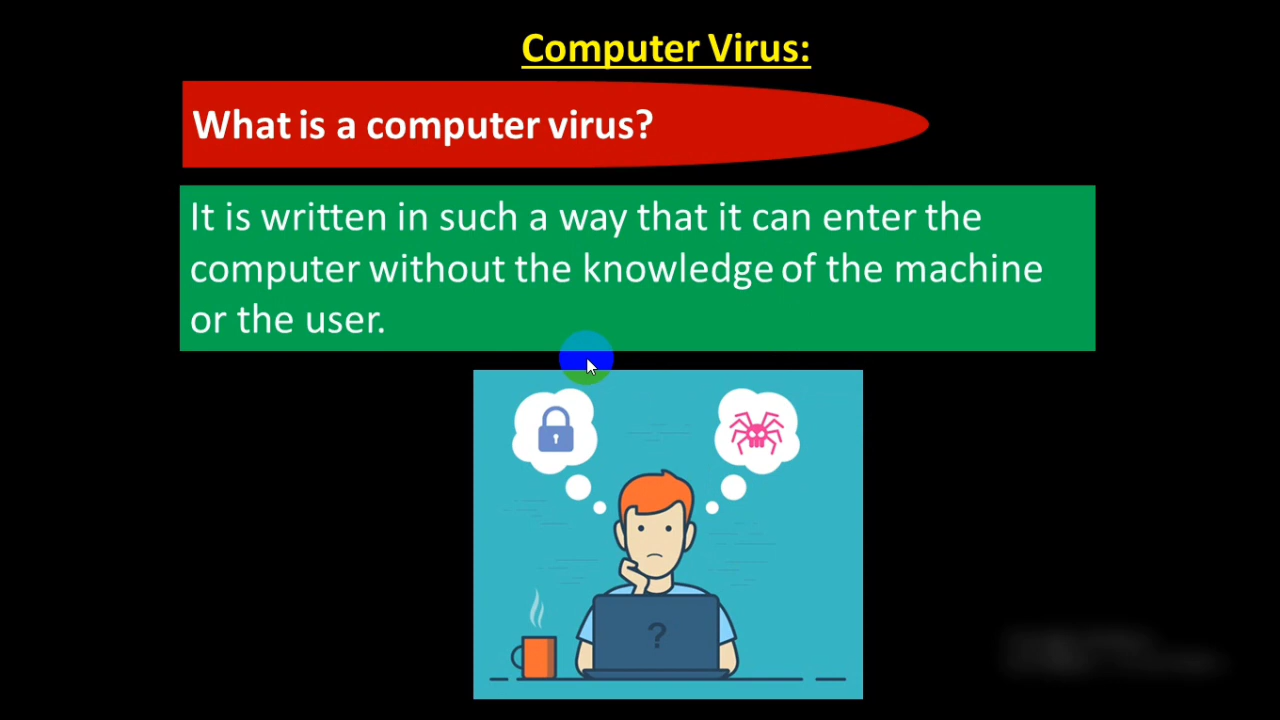 Computer Virus:
What is a computer virus?
It is written in such a way that it can enter the
computer without the knowledge of the machine
or the user.
?